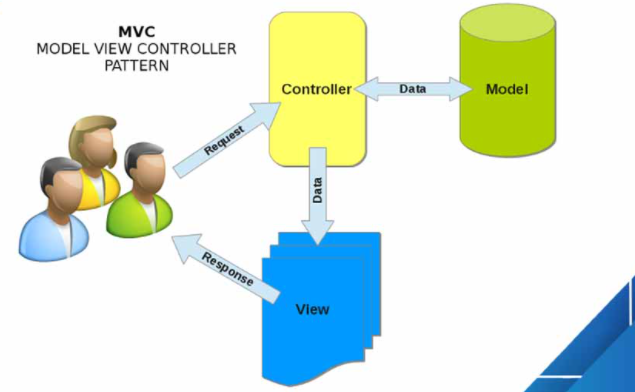 MVC
MODEL VIEW CONTROLLER
PATTERN
Controller
Data
Model
Request
Data
Response
View